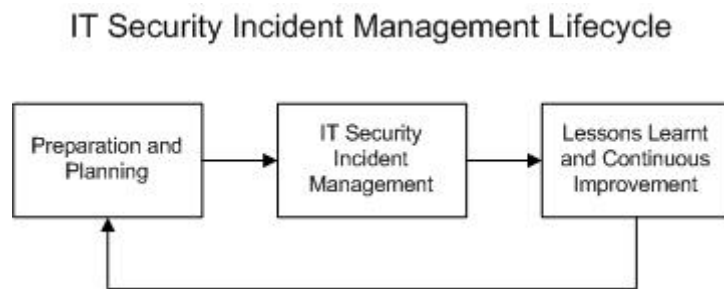 IT Security Incident Management Lifecycle
Preparation and
Planning
IT Security
Incident
Management
Lessons Learnt
and Continuous
Improvement